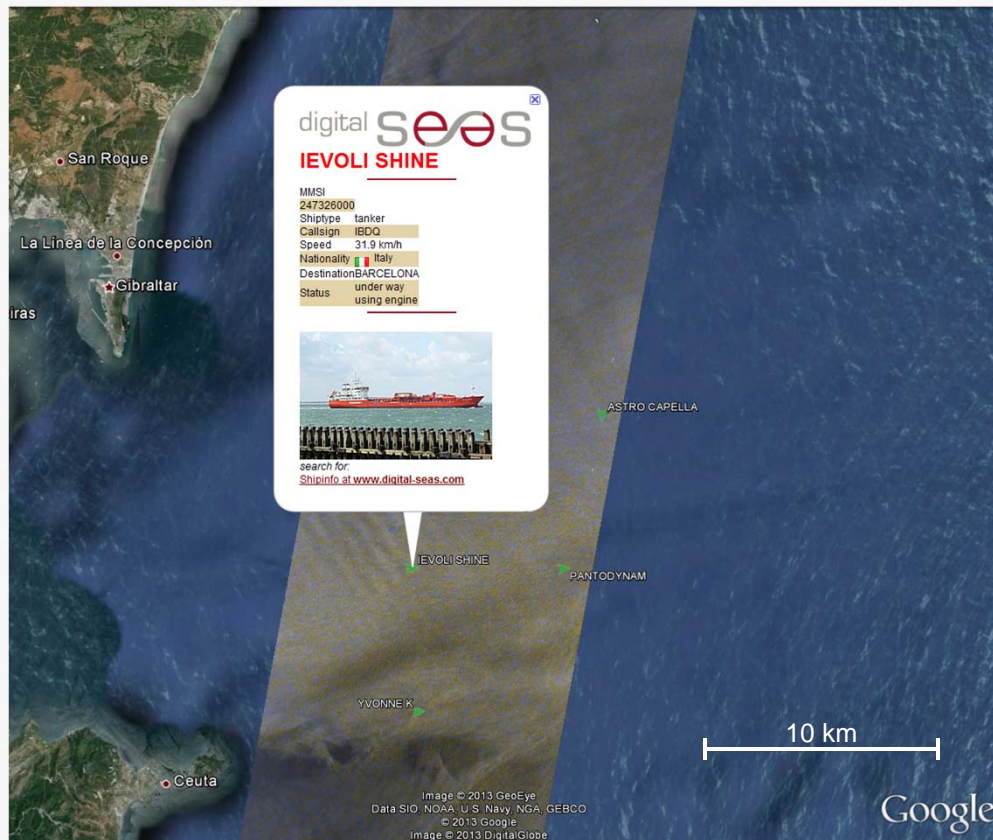 San Roque
La Línea de la Concepción
Gibraltar
iras
digital seas
IEVOLI SHINE
MMSI
247326000
Shiptype tanker
Callsign IBDQ
Speed 31.9 km/h
Nationality Italy
Destination BARCELONA
Status under way
using engine
search for:
Shipinfo at www.digital-seas.com
ASTRO CAPELLA
IEVOLI SHINE
PANTODYNAM
YVONNE K
10 km
Ceuta
Image © 2013 GeoEye
Data SIO, NOAA, U.S. Navy, NGA, GEBCO
© 2013 Google
Image © 2013 DigitalGlobe
Google